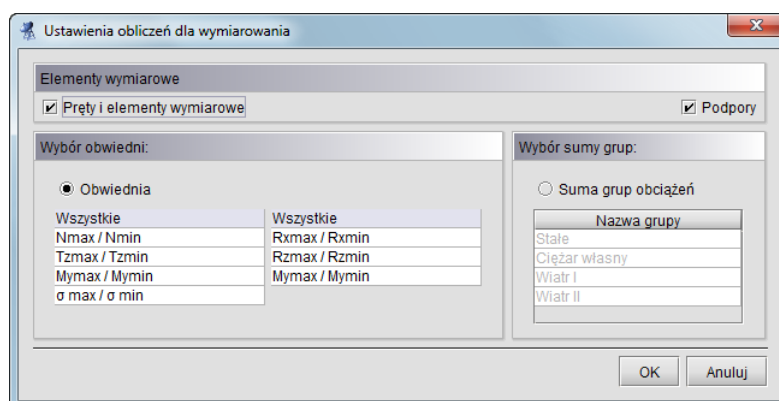 Ustawienia obliczeń dla wymiarowania
Elementy wymiarowe
Pręty i elementy wymiarowe
Podpory
Wybór obwiedni:
Obwiednia
Wszystkie
Nmax / Nmin
Tzmax / Tzmin
Mymax / Mymin
σ max / σ min
Wszystkie
Rxmax / Rxmin
Rzmax / Rzmin
Mymax / Mymin
Wybór sumy grup:
Suma grup obciążeń
Nazwa grupy
Stałe
Ciężar własny
Wiatr I
Wiatr II
OK
Anuluj